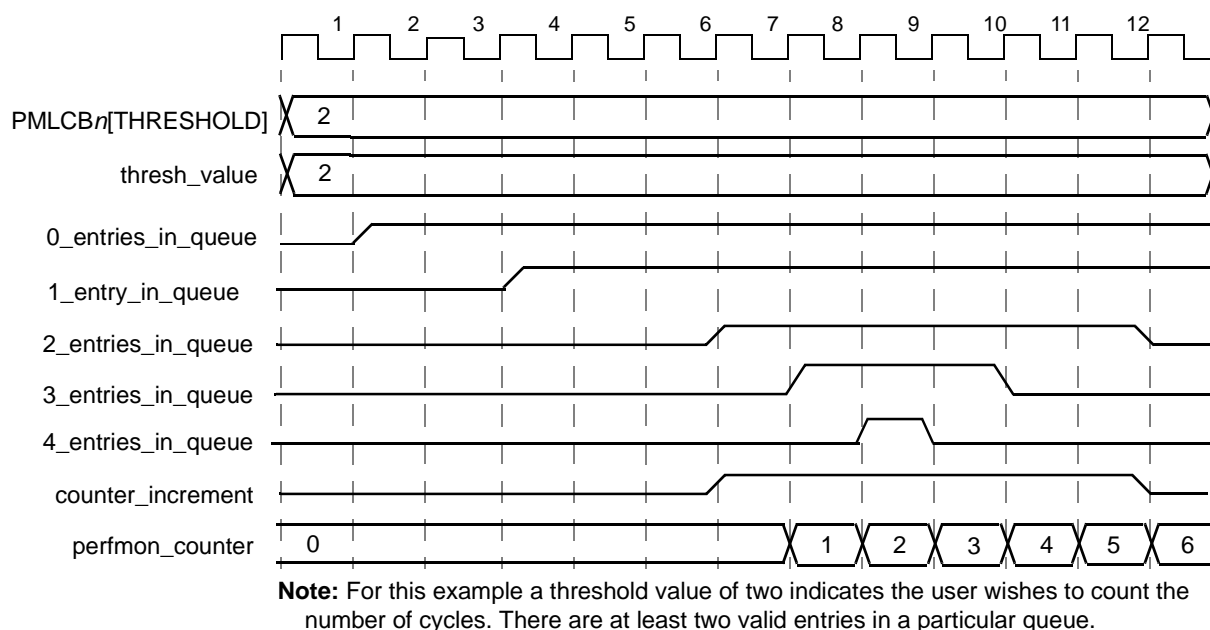 1 2 3 4 5 6 7 8 9 10 11 12
PMLCBn[THRESHOLD] 2
thresh_value 2
0_entries_in_queue
1_entry_in_queue
2_entries_in_queue
3_entries_in_queue
4_entries_in_queue
counter_increment
perfmon_counter 0 1 2 3 4 5 6
Note: For this example a threshold value of two indicates the user wishes to count the
number of cycles. There are at least two valid entries in a particular queue.